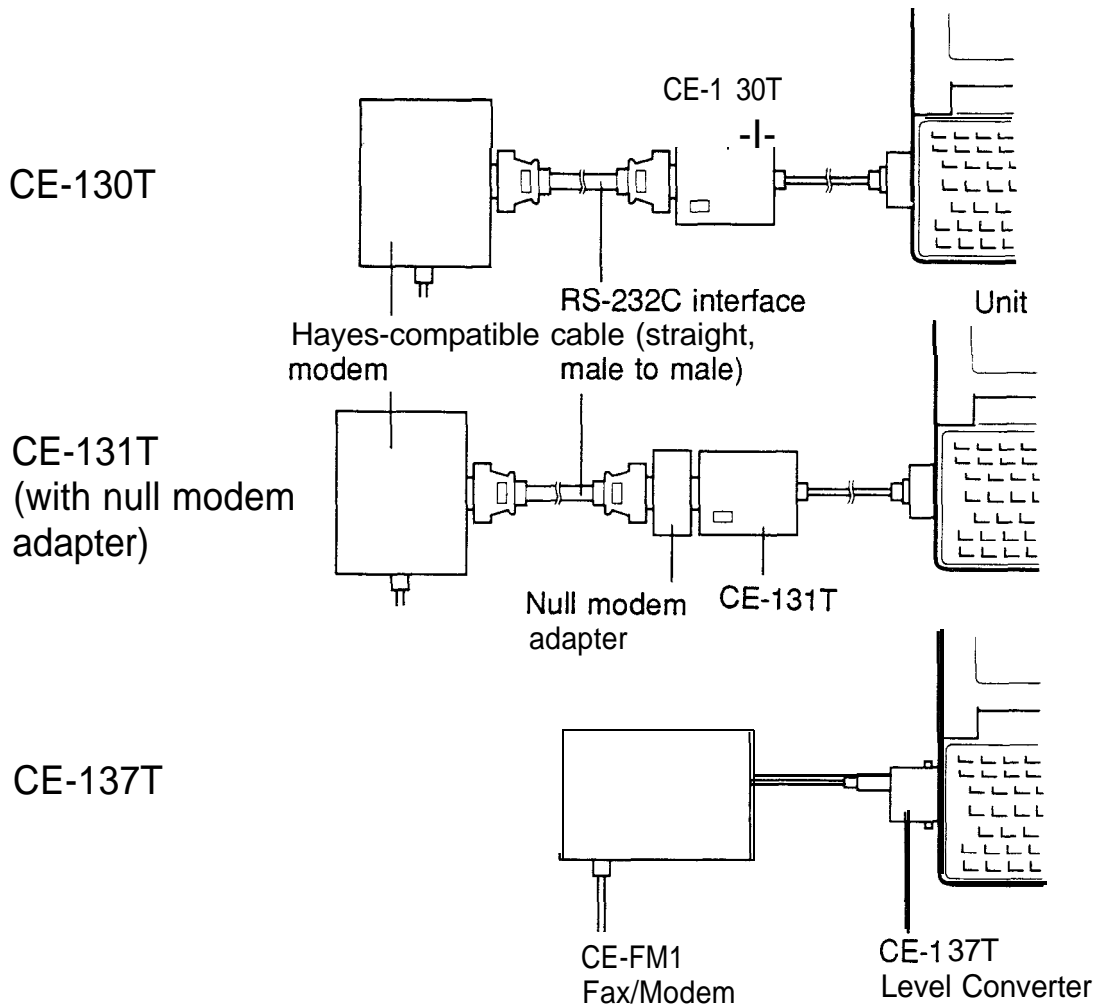 CE-1 30T
-I-
CE-130T
RS-232C interface
Unit
Hayes-compatible cable (straight,
modem male to male)
CE-131T
(with null modem
adapter)
Null modem
adapter
CE-131T
CE-137T
CE-FM1
Fax/Modem
CE-137T
Level Converter